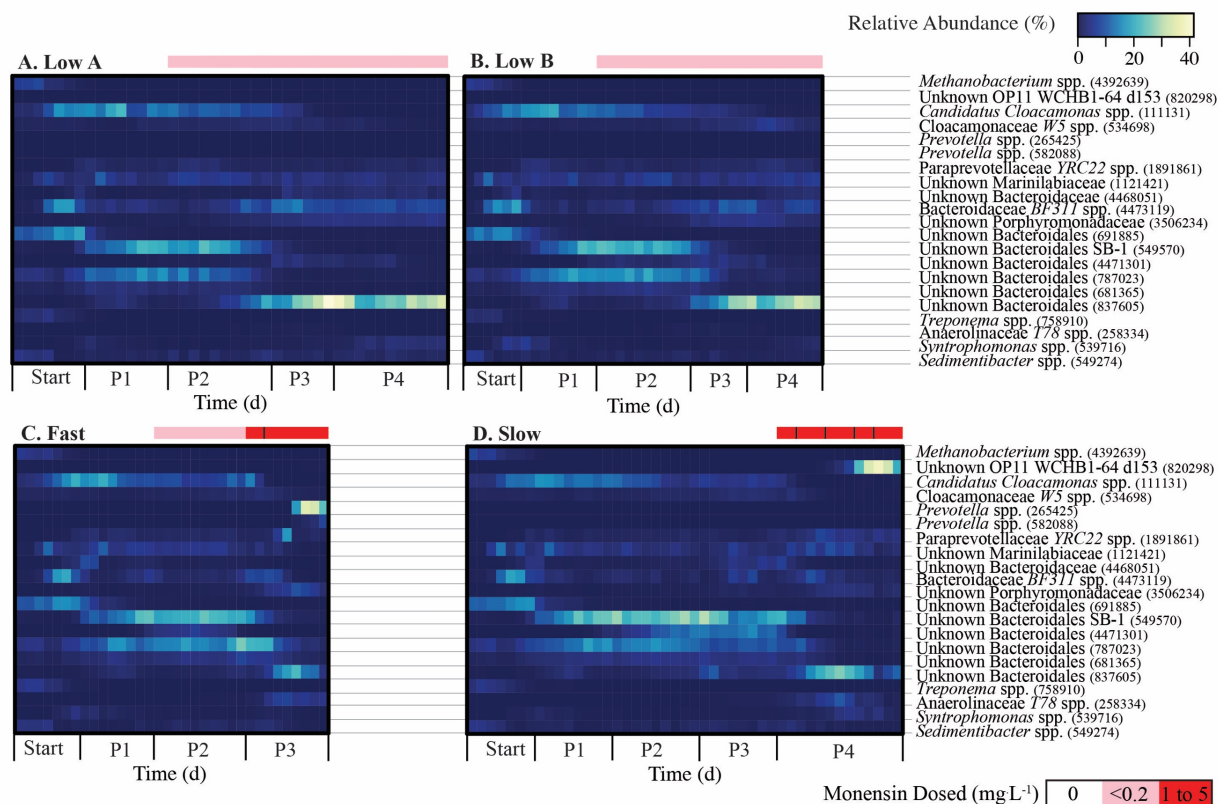 Relative Abundance (%)
0 20 40
A. Low A
B. Low B
Methanobacterium spp. (4392639)
Unknown OP11 WCHB1-64 d153 (820298)
Candidatus Cloacamonas spp. (111131)
Cloacamonaceae W5 spp. (534698)
Prevotella spp. (265425)
Prevotella spp. (582088)
Paraprevotellaceae YRC22 spp. (1891861)
Unknown Marinilabiaceae (1121421)
Unknown Bacteroidaceae (4468051)
Bacteroidaceae BF311 spp. (4473119)
Unknown Porphyromonadaceae (3506234)
Unknown Bacteroidales (691885)
Unknown Bacteroidales SB-1 (549570)
Unknown Bacteroidales (4471301)
Unknown Bacteroidales (787023)
Unknown Bacteroidales (681365)
Unknown Bacteroidales (837605)
Treponema spp. (758910)
Anaerolinaceae T78 spp. (258334)
Syntrophomonas spp. (539716)
Sedimentibacter spp. (549274)
Start P1 P2 P3 P4
Time (d)
Start P1 P2 P3 P4
Time (d)
C. Fast
D. Slow
Methanobacterium spp. (4392639)
Unknown OP11 WCHB1-64 d153 (820298)
Candidatus Cloacamonas spp. (111131)
Cloacamonaceae W5 spp. (534698)
Prevotella spp. (265425)
Prevotella spp. (582088)
Paraprevotellaceae YRC22 spp. (1891861)
Unknown Marinilabiaceae (1121421)
Unknown Bacteroidaceae (4468051)
Bacteroidaceae BF311 spp. (4473119)
Unknown Porphyromonadaceae (3506234)
Unknown Bacteroidales (691885)
Unknown Bacteroidales SB-1 (549570)
Unknown Bacteroidales (4471301)
Unknown Bacteroidales (787023)
Unknown Bacteroidales (681365)
Unknown Bacteroidales (837605)
Treponema spp. (758910)
Anaerolinaceae T78 spp. (258334)
Syntrophomonas spp. (539716)
Sedimentibacter spp. (549274)
Start P1 P2 P3
Time (d)
Start P1 P2 P3 P4
Time (d)
Monensin Dosed (mg·L⁻¹) 0 <0.2 1 to 5